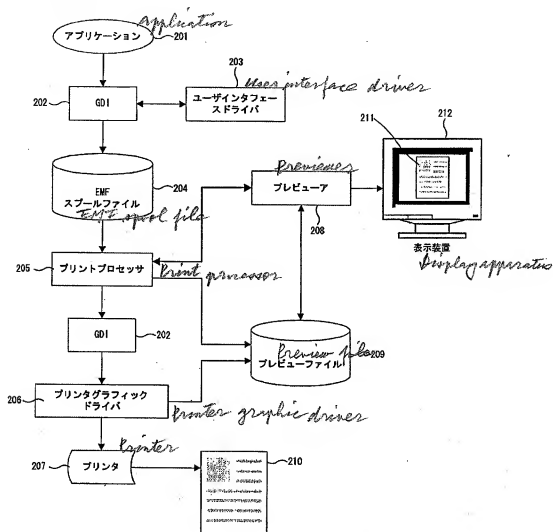 アプリケーション
application
201
203
User interface driver
202
GDI
ユーザインタフェー
スドライバ
212
211
EMF
スプールファイル
204
EMF spool file
Previewer
プレビューア
208
表示装置
Display apparatus
205
プリントプロセッサ
Print processor
GDI
202
Preview file
プレビューファイル
209
206
プリンタグラフィック
ドライバ
Printer graphic driver
Printer
207
プリンタ
210